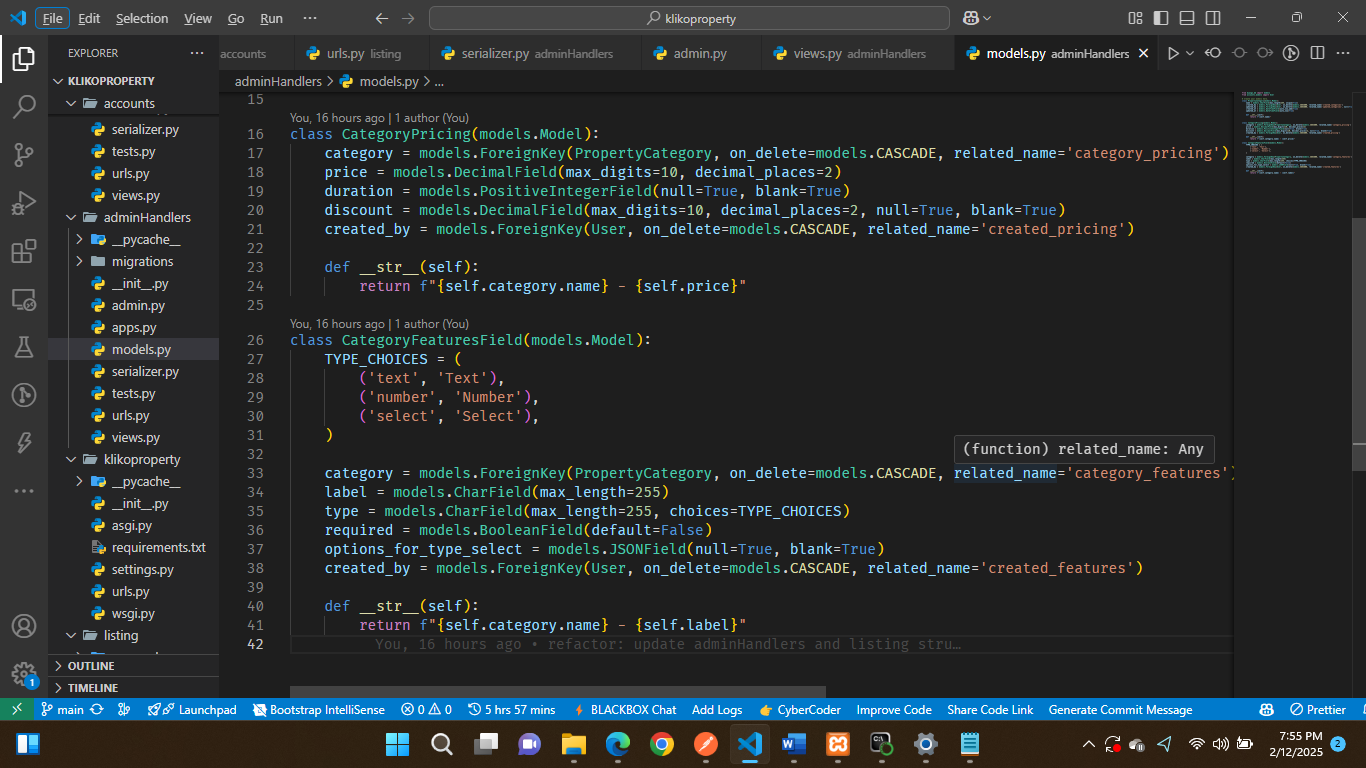 File Edit Selection View Go Run ··· klikoproperty
EXPLORER ···
accounts urls.py listing serializer.py adminHandlers admin.py views.py adminHandlers models.py adminHandlers
adminHandlers > models.py > ...
KLIKOPROPERTY
accounts
serializer.py
tests.py
urls.py
views.py
adminHandlers
__pycache__
migrations
__init__.py
admin.py
apps.py
models.py
serializer.py
tests.py
urls.py
views.py
klikoproperty
__pycache__
__init__.py
asgi.py
requirements.txt
settings.py
urls.py
wsgi.py
listing
OUTLINE
TIMELINE
1
15
You, 16 hours ago | 1 author (You)
16 class CategoryPricing(models.Model):
17 category = models.ForeignKey(PropertyCategory, on_delete=models.CASCADE, related_name='category_pricing')
18 price = models.DecimalField(max_digits=10, decimal_places=2)
19 duration = models.PositiveIntegerField(null=True, blank=True)
20 discount = models.DecimalField(max_digits=10, decimal_places=2, null=True, blank=True)
21 created_by = models.ForeignKey(User, on_delete=models.CASCADE, related_name='created_pricing')
22
23 def __str__(self):
24 return f"{self.category.name} - {self.price}"
25
You, 16 hours ago | 1 author (You)
26 class CategoryFeaturesField(models.Model):
27 TYPE_CHOICES = (
28 ('text', 'Text'),
29 ('number', 'Number'),
30 ('select', 'Select'),
31 )
32
(function) related_name: Any
33 category = models.ForeignKey(PropertyCategory, on_delete=models.CASCADE, related_name='category_features')
34 label = models.CharField(max_length=255)
35 type = models.CharField(max_length=255, choices=TYPE_CHOICES)
36 required = models.BooleanField(default=False)
37 options_for_type_select = models.JSONField(null=True, blank=True)
38 created_by = models.ForeignKey(User, on_delete=models.CASCADE, related_name='created_features')
39
40 def __str__(self):
41 return f"{self.category.name} - {self.label}"
42 You, 16 hours ago • refactor: update adminHandlers and listing stru…
main Launchpad Bootstrap IntelliSense 0 0 5 hrs 57 mins BLACKBOX Chat Add Logs CyberCoder Improve Code Share Code Link Generate Commit Message Prettier
7:55 PM
2/12/2025 2